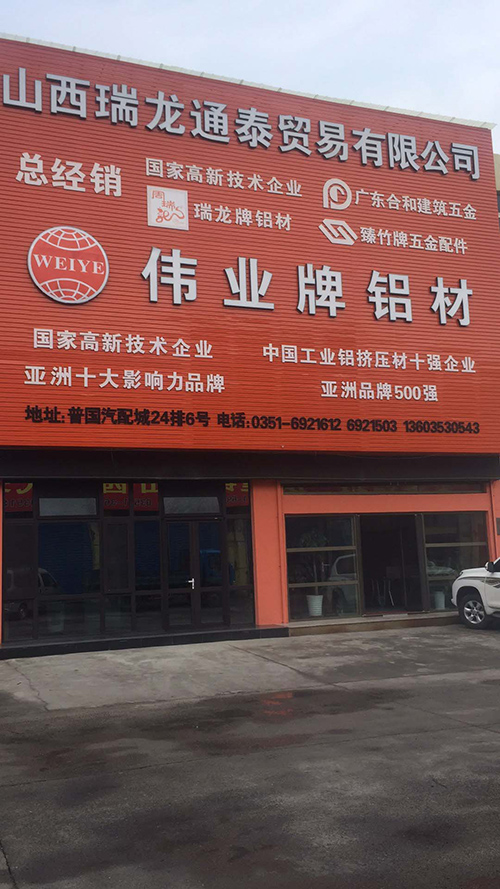 山西瑞龙通泰贸易有限公司
总经销
国家高新技术企业
瑞龙牌铝材
广东合和建筑五金
臻竹牌五金配件
WEIYE
伟业牌铝材
国家高新技术企业
亚洲十大影响力品牌
中国工业铝挤压材十强企业
亚洲品牌500强
地址:普国汽配城24排6号 电话:0351-6921612 6921503 13603530543